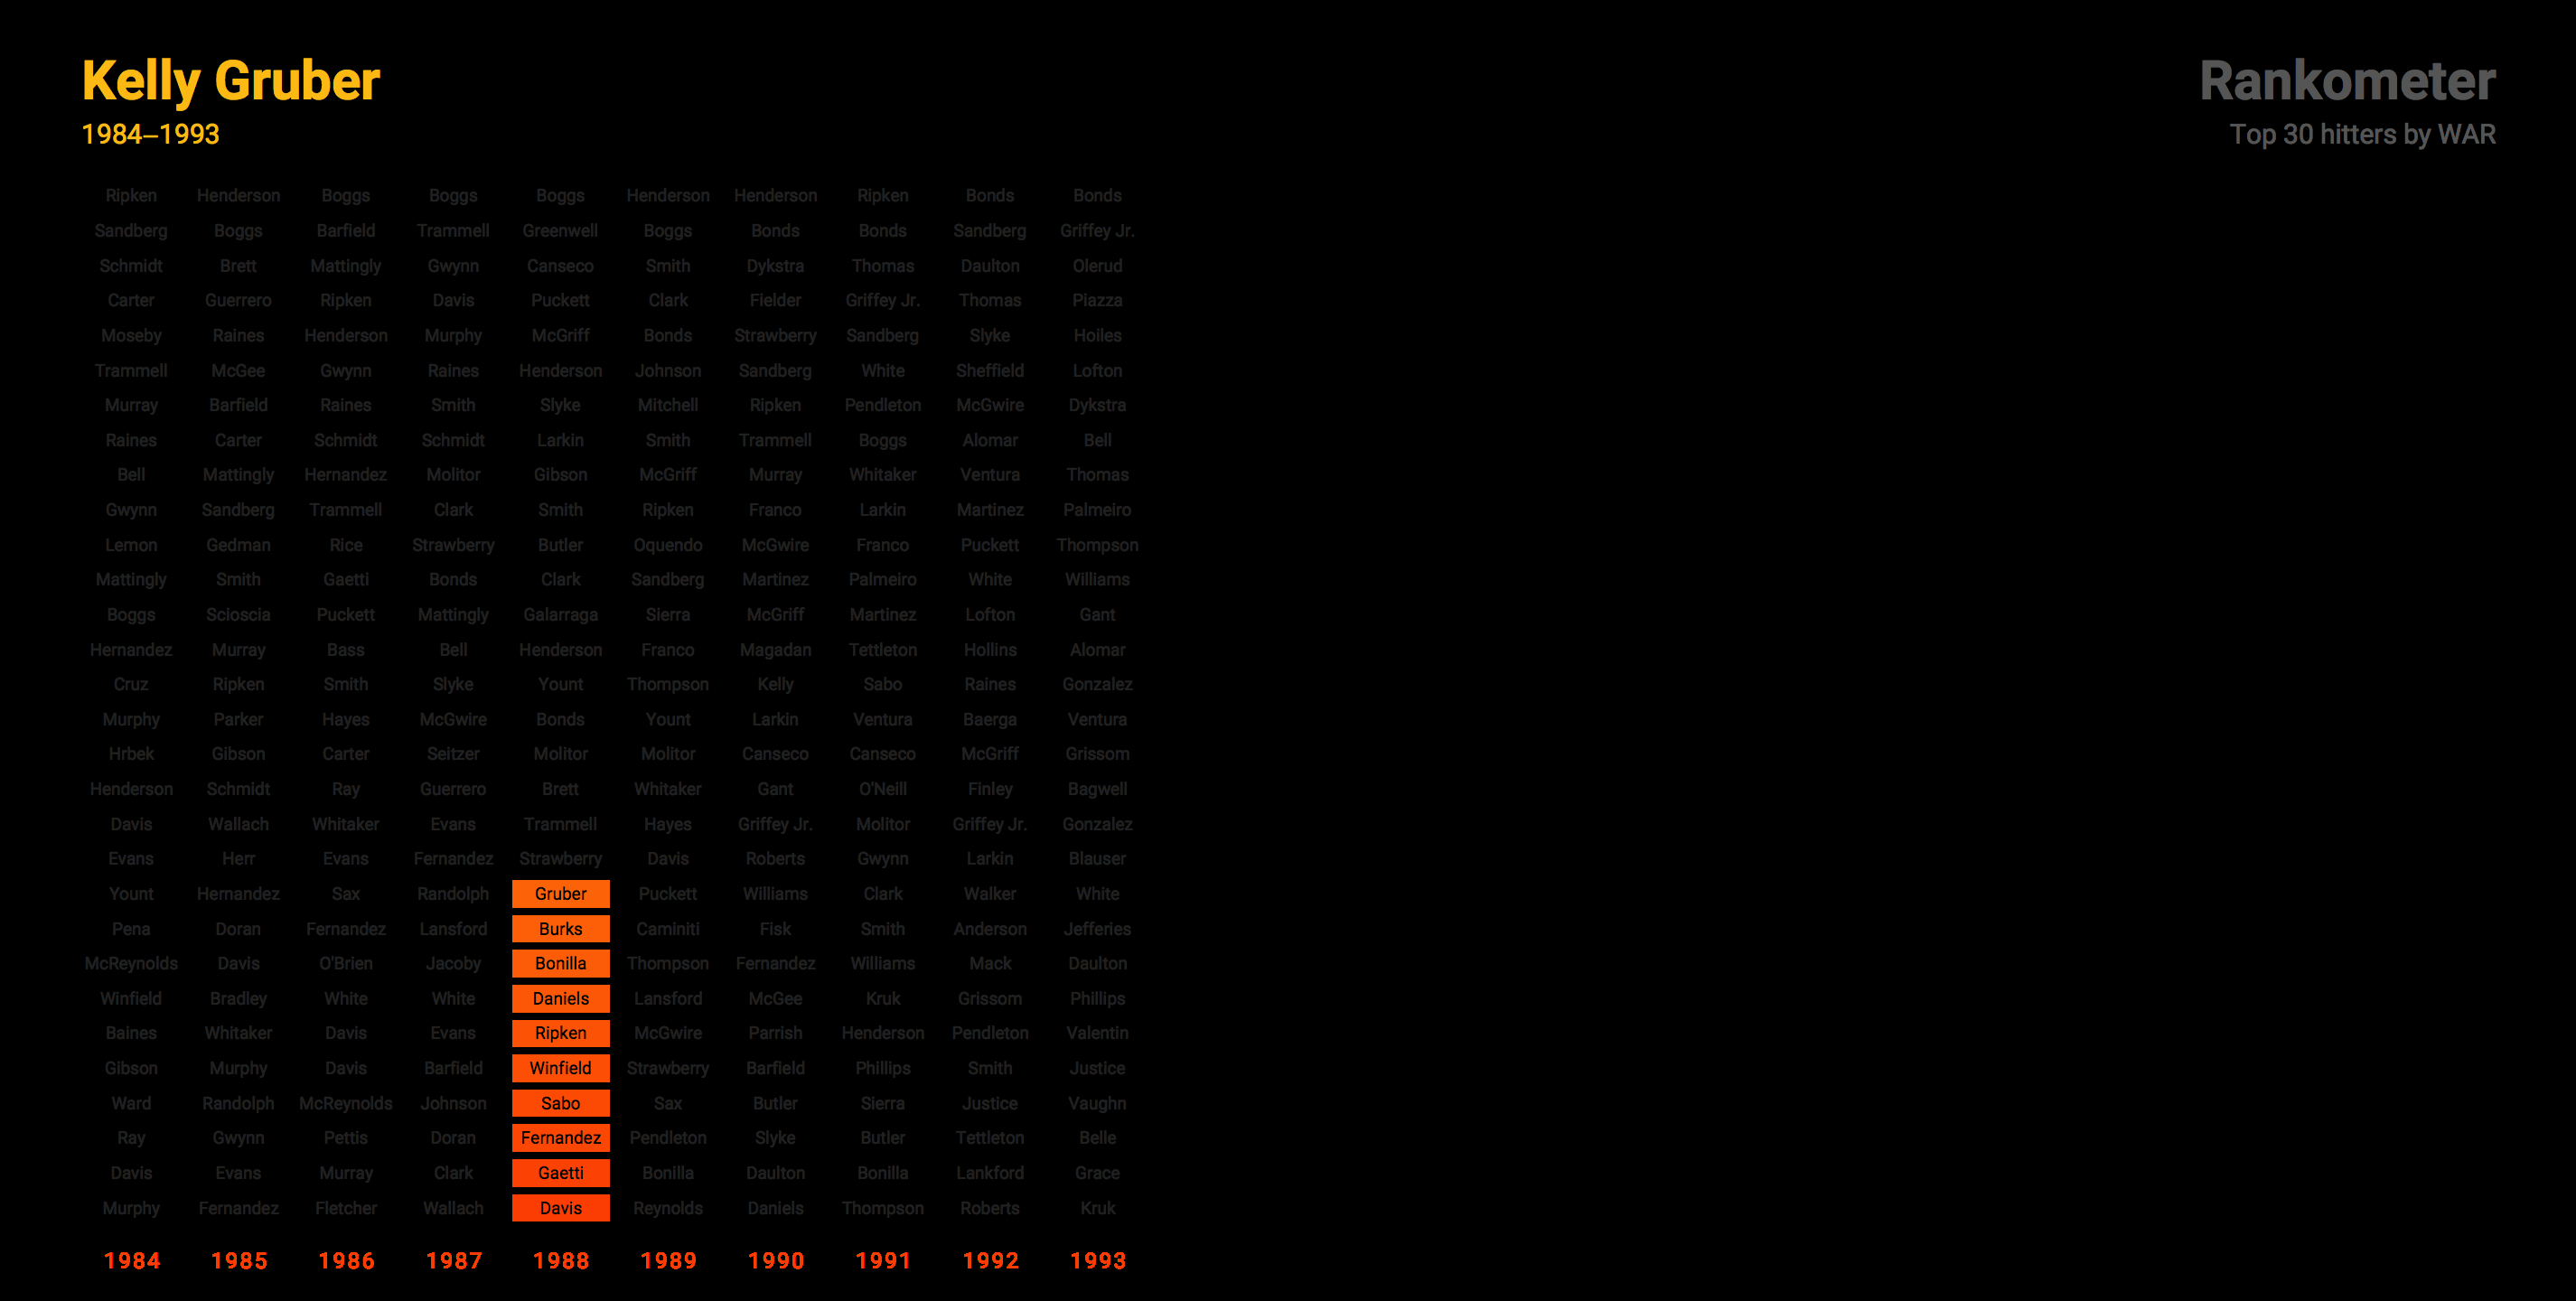 Kelly Gruber
1984–1993
Rankometer
Top 30 hitters by WAR
Ripken Henderson Boggs Boggs Boggs Henderson Henderson Ripken Bonds Bonds
Sandberg Boggs Barfield Trammell Greenwell Boggs Bonds Bonds Sandberg Griffey Jr.
Schmidt Brett Mattingly Gwynn Canseco Smith Dykstra Thomas Daulton Olerud
Carter Guerrero Ripken Davis Puckett Clark Fielder Griffey Jr. Thomas Piazza
Moseby Raines Henderson Murphy McGriff Bonds Strawberry Sandberg Slyke Hoiles
Trammell McGee Gwynn Raines Henderson Johnson Sandberg White Sheffield Lofton
Murray Barfield Raines Smith Slyke Mitchell Ripken Pendleton McGwire Dykstra
Raines Carter Schmidt Schmidt Larkin Smith Trammell Boggs Alomar Bell
Bell Mattingly Hernandez Molitor Gibson McGriff Murray Whitaker Ventura Thomas
Gwynn Sandberg Trammell Clark Smith Ripken Franco Larkin Martinez Palmeiro
Lemon Gedman Rice Strawberry Butler Oquendo McGwire Franco Puckett Thompson
Mattingly Smith Gaetti Bonds Clark Sandberg Martinez Palmeiro White Williams
Boggs Scioscia Puckett Mattingly Galarraga Sierra McGriff Martinez Lofton Gant
Hernandez Murray Bass Bell Henderson Franco Magadan Tettleton Hollins Alomar
Cruz Ripken Smith Slyke Yount Thompson Kelly Sabo Raines Gonzalez
Murphy Parker Hayes McGwire Bonds Yount Larkin Ventura Baerga Ventura
Hrbek Gibson Carter Seitzer Molitor Molitor Canseco Canseco McGriff Grissom
Henderson Schmidt Ray Guerrero Brett Whitaker Gant O'Neill Finley Bagwell
Davis Wallach Whitaker Evans Trammell Hayes Griffey Jr. Molitor Griffey Jr. Gonzalez
Evans Herr Evans Fernandez Strawberry Davis Roberts Gwynn Larkin Blauser
Yount Hernandez Sax Randolph Gruber Puckett Williams Clark Walker White
Pena Doran Fernandez Lansford Burks Caminiti Fisk Smith Anderson Jefferies
McReynolds Davis O'Brien Jacoby Bonilla Thompson Fernandez Williams Mack Daulton
Winfield Bradley White White Daniels Lansford McGee Kruk Grissom Phillips
Baines Whitaker Davis Evans Ripken McGwire Parrish Henderson Pendleton Valentin
Gibson Murphy Davis Barfield Winfield Strawberry Barfield Phillips Smith Justice
Ward Randolph McReynolds Johnson Sabo Sax Butler Sierra Justice Vaughn
Ray Gwynn Pettis Doran Fernandez Pendleton Slyke Butler Tettleton Belle
Davis Evans Murray Clark Gaetti Bonilla Daulton Bonilla Lankford Grace
Murphy Fernandez Fletcher Wallach Davis Reynolds Daniels Thompson Roberts Kruk
1984 1985 1986 1987 1988 1989 1990 1991 1992 1993